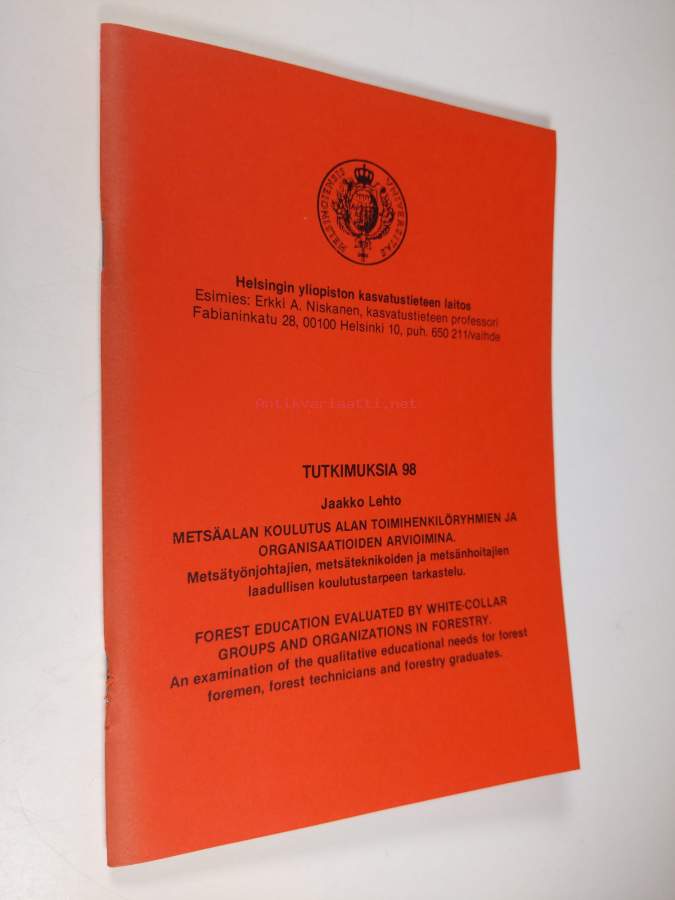 UNIVERSITAS HELSINGIENSIS
Helsingin yliopiston kasvatustieteen laitos
Esimies: Erkki A. Niskanen, kasvatustieteen professori
Fabianinkatu 28, 00100 Helsinki 10, puh. 650 211/vaihde
Antikvariaatti.net
TUTKIMUKSIA 98
Jaakko Lehto
METSÄALAN KOULUTUS ALAN TOIMIHENKILÖRYHMIEN JA
ORGANISAATIOIDEN ARVIOIMINA.
Metsätyönjohtajien, metsäteknikoiden ja metsänhoitajien
laadullisen koulutustarpeen tarkastelu.
FOREST EDUCATION EVALUATED BY WHITE-COLLAR
GROUPS AND ORGANIZATIONS IN FORESTRY.
An examination of the qualitative educational needs for forest
foremen, forest technicians and forestry graduates.